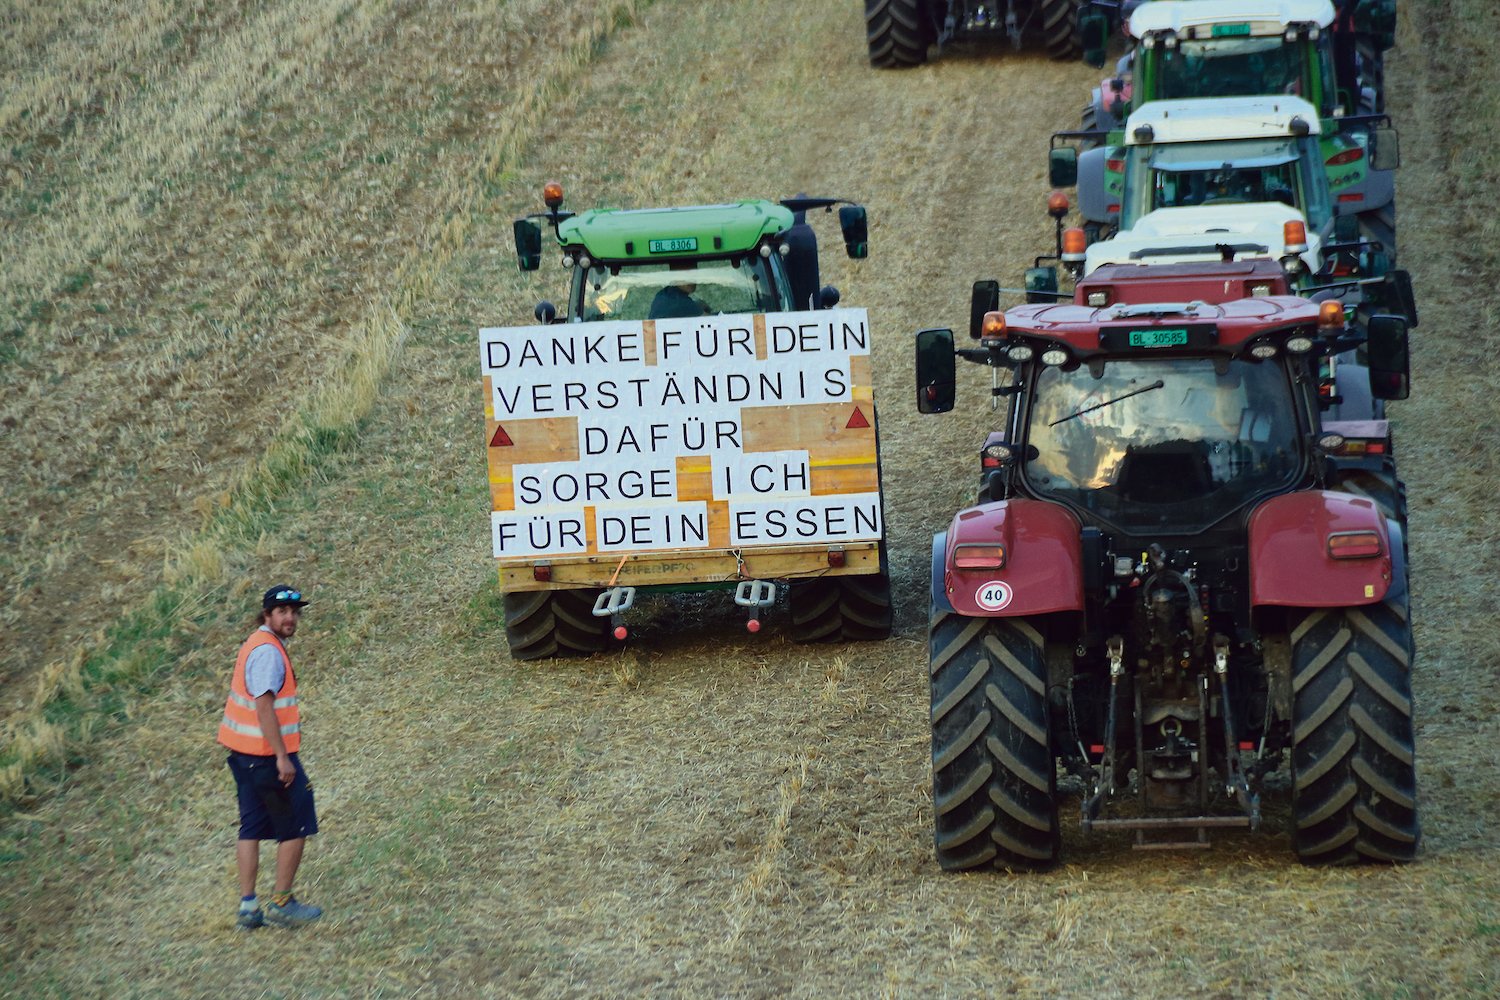 BL·8306
DANKE FÜR DEIN
VERSTÄNDNIS
DAFÜR
SORGE ICH
FÜR DEIN ESSEN
BL·30585
40